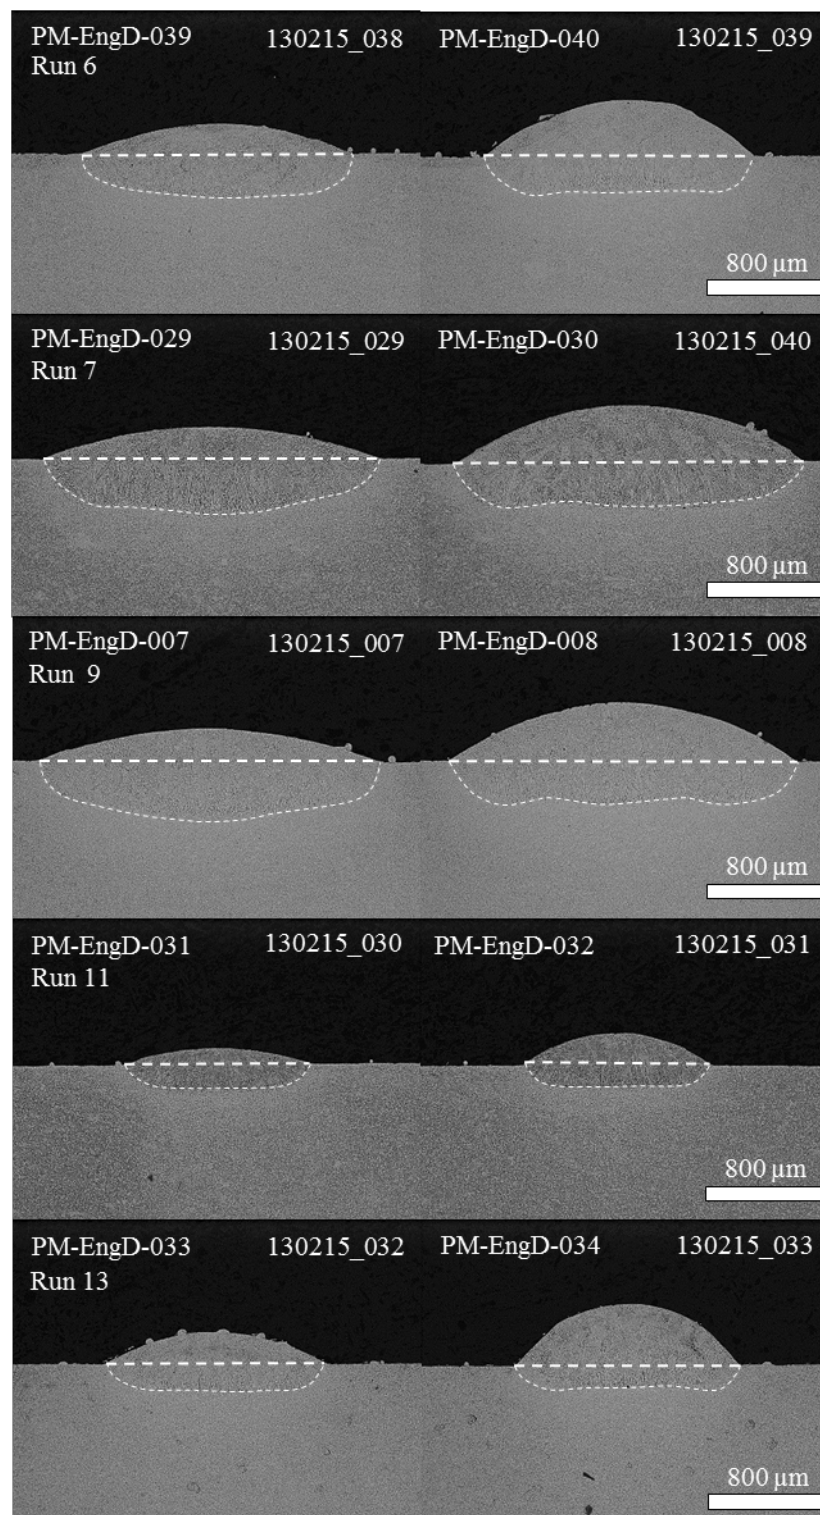 PM-EngD-039 130215_038 PM-EngD-040 130215_039
Run 6
800 µm
PM-EngD-029 130215_029 PM-EngD-030 130215_040
Run 7
800 µm
PM-EngD-007 130215_007 PM-EngD-008 130215_008
Run 9
800 µm
PM-EngD-031 130215_030 PM-EngD-032 130215_031
Run 11
800 µm
PM-EngD-033 130215_032 PM-EngD-034 130215_033
Run 13
800 µm